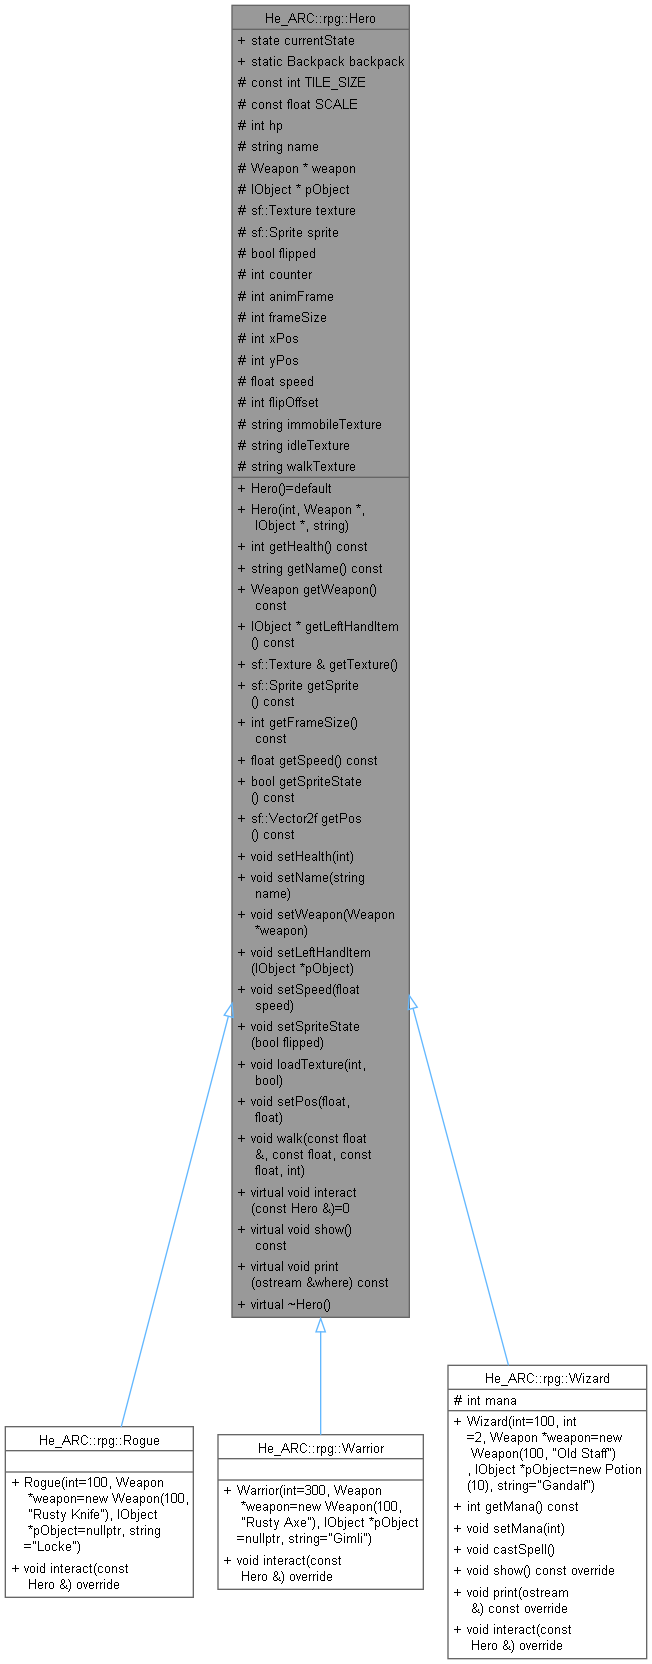 He_ARC::rpg::Hero
+ state currentState
+ static Backpack backpack
# const int TILE_SIZE
# const float SCALE
# int hp
# string name
# Weapon * weapon
# IObject * pObject
# sf::Texture texture
# sf::Sprite sprite
# bool flipped
# int counter
# int animFrame
# int frameSize
# int xPos
# int yPos
# float speed
# int flipOffset
# string immobileTexture
# string idleTexture
# string walkTexture
+ Hero()=default
+ Hero(int, Weapon *,
IObject *, string)
+ int getHealth() const
+ string getName() const
+ Weapon getWeapon()
const
+ IObject * getLeftHandItem
() const
+ sf::Texture & getTexture()
+ sf::Sprite getSprite
() const
+ int getFrameSize()
const
+ float getSpeed() const
+ bool getSpriteState
() const
+ sf::Vector2f getPos
() const
+ void setHealth(int)
+ void setName(string
name)
+ void setWeapon(Weapon
*weapon)
+ void setLeftHandItem
(IObject *pObject)
+ void setSpeed(float
speed)
+ void setSpriteState
(bool flipped)
+ void loadTexture(int,
bool)
+ void setPos(float,
float)
+ void walk(const float
&, const float, const
float, int)
+ virtual void interact
(const Hero &)=0
+ virtual void show()
const
+ virtual void print
(ostream &where) const
+ virtual ~Hero()
He_ARC::rpg::Rogue
+ Rogue(int=100, Weapon
*weapon=new Weapon(100,
"Rusty Knife"), IObject
*pObject=nullptr, string
="Locke")
+ void interact(const
Hero &) override
He_ARC::rpg::Warrior
+ Warrior(int=300, Weapon
*weapon=new Weapon(100,
"Rusty Axe"), IObject *pObject
=nullptr, string="Gimli")
+ void interact(const
Hero &) override
He_ARC::rpg::Wizard
# int mana
+ Wizard(int=100, int
=2, Weapon *weapon=new
Weapon(100, "Old Staff")
, IObject *pObject=new Potion
(10), string="Gandalf")
+ int getMana() const
+ void setMana(int)
+ void castSpell()
+ void show() const override
+ void print(ostream
&) const override
+ void interact(const
Hero &) override